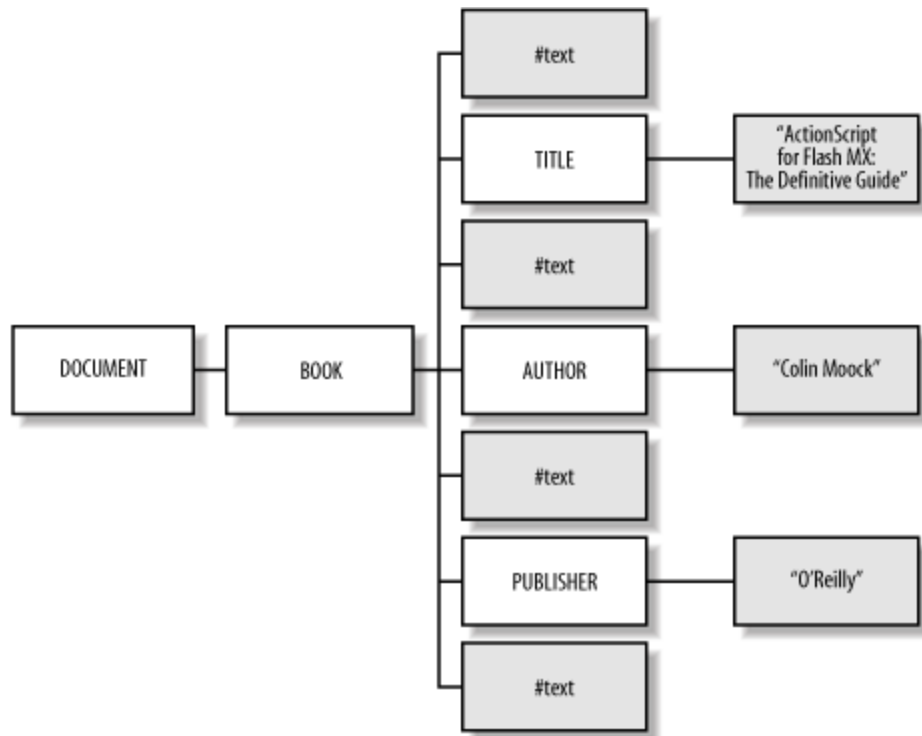 #text
TITLE
“ActionScript
for Flash MX:
The Definitive Guide”
#text
DOCUMENT
BOOK
AUTHOR
“Colin Moock”
#text
PUBLISHER
“O’Reilly”
#text